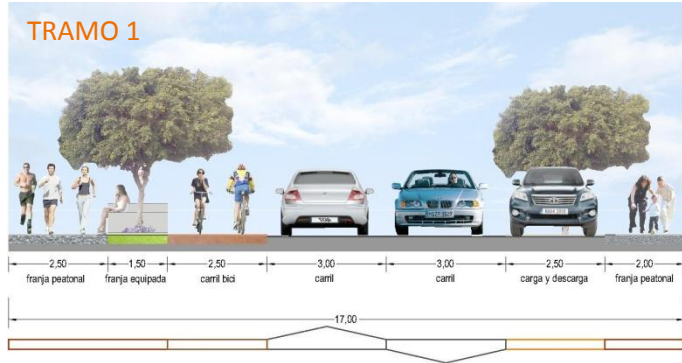 TRAMO 1
2,50 1,50 2,50 3,00 3,00 2,50 2,00
franja peatonal franja equipada carril bici carril carril carga y descarga franja peatonal
17,00